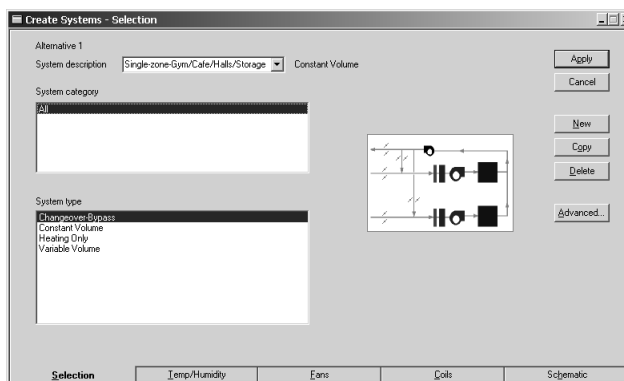 Create Systems - Selection
Alternative 1
System description Single-zone-Gym/Cafe/Halls/Storage Constant Volume
Apply
Cancel
System category
All
New
Copy
Delete
System type
Changeover-Bypass
Constant Volume
Heating Only
Variable Volume
Advanced...
Selection Temp/Humidity Fans Coils Schematic